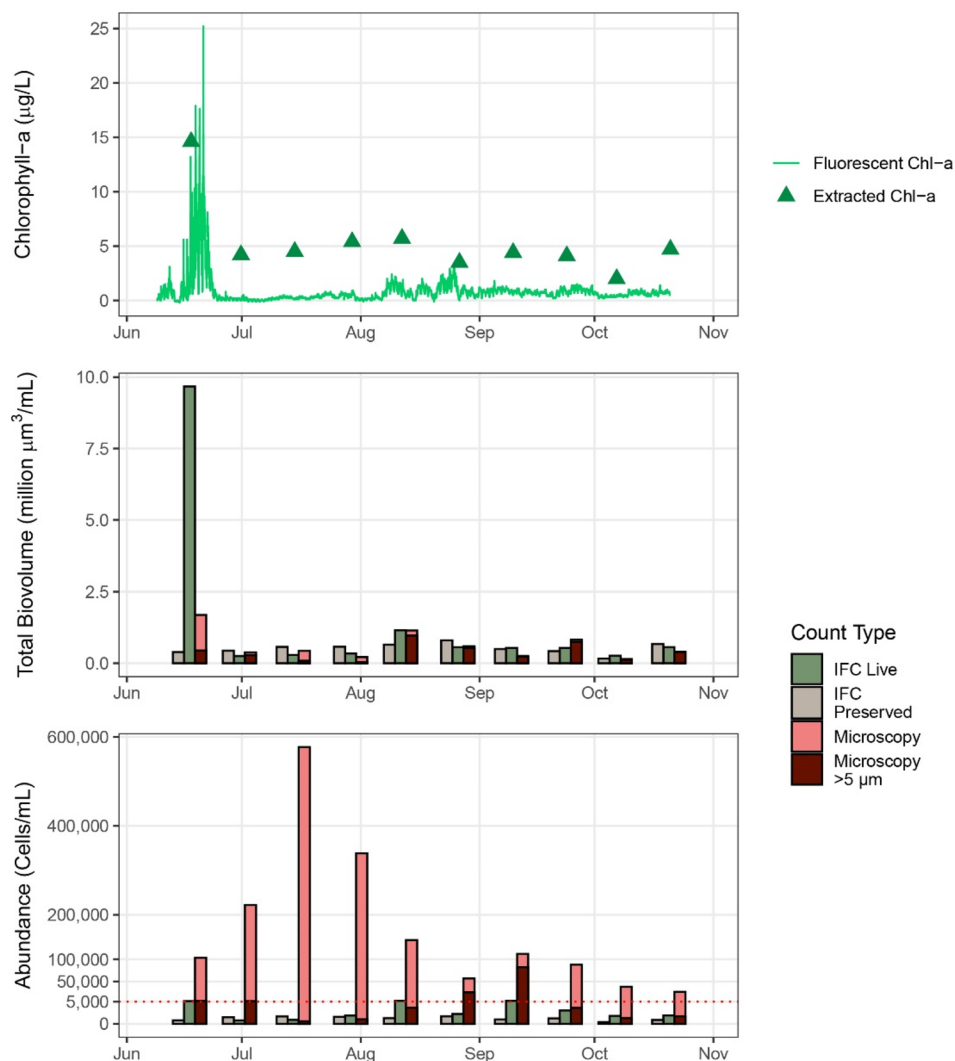 Chlorophyll−a (μg/L)
25
20
15
10
5
0
Jun Jul Aug Sep Oct Nov
Fluorescent Chl−a
Extracted Chl−a
Total Biovolume (million μm³/mL)
10.0
7.5
5.0
2.5
0.0
Jun Jul Aug Sep Oct Nov
Count Type
IFC Live
IFC
Preserved
Microscopy
Microscopy
>5 μm
Abundance (Cells/mL)
600,000
400,000
200,000
100,000
50,000
5,000
0
Jun Jul Aug Sep Oct Nov